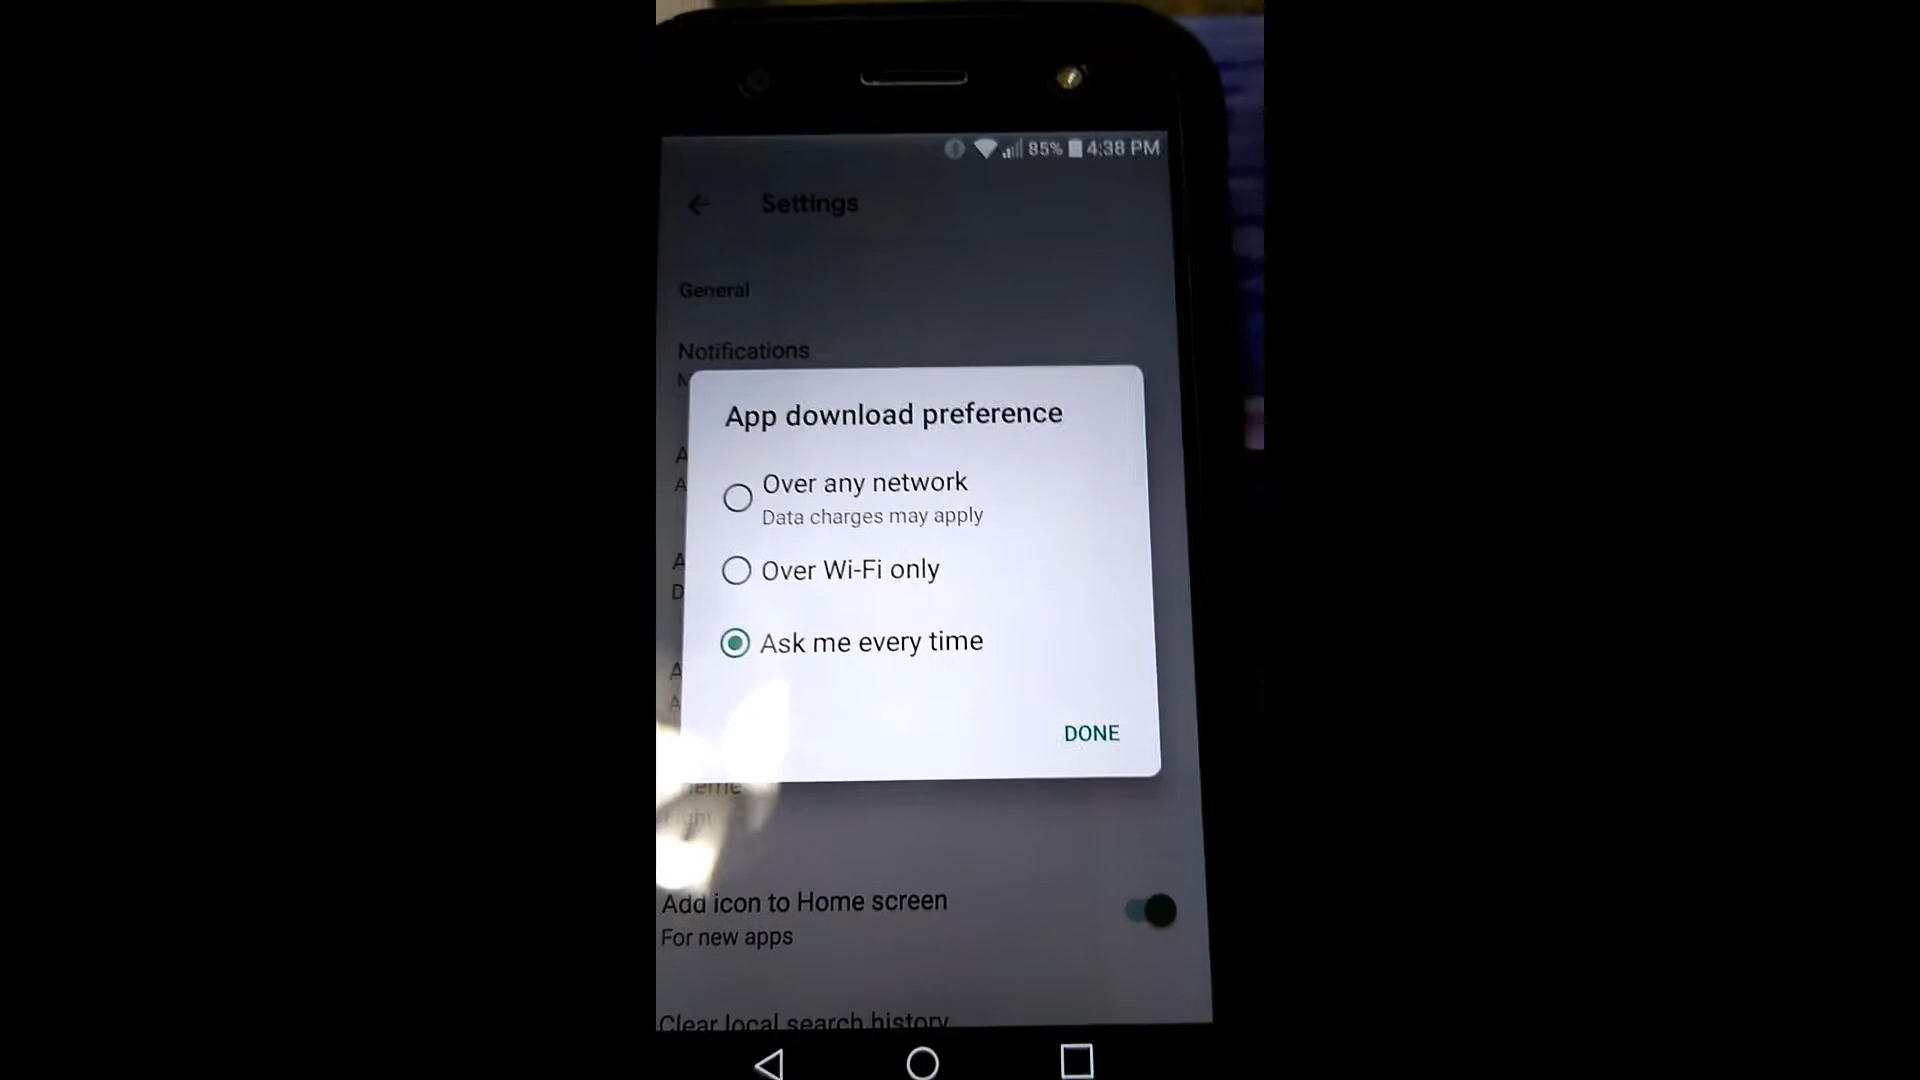 85% 4:38 PM
Settings
General
Notifications
App download preference
Over any network
Data charges may apply
Over Wi-Fi only
Ask me every time
DONE
Add icon to Home screen
For new apps
Clear local search history